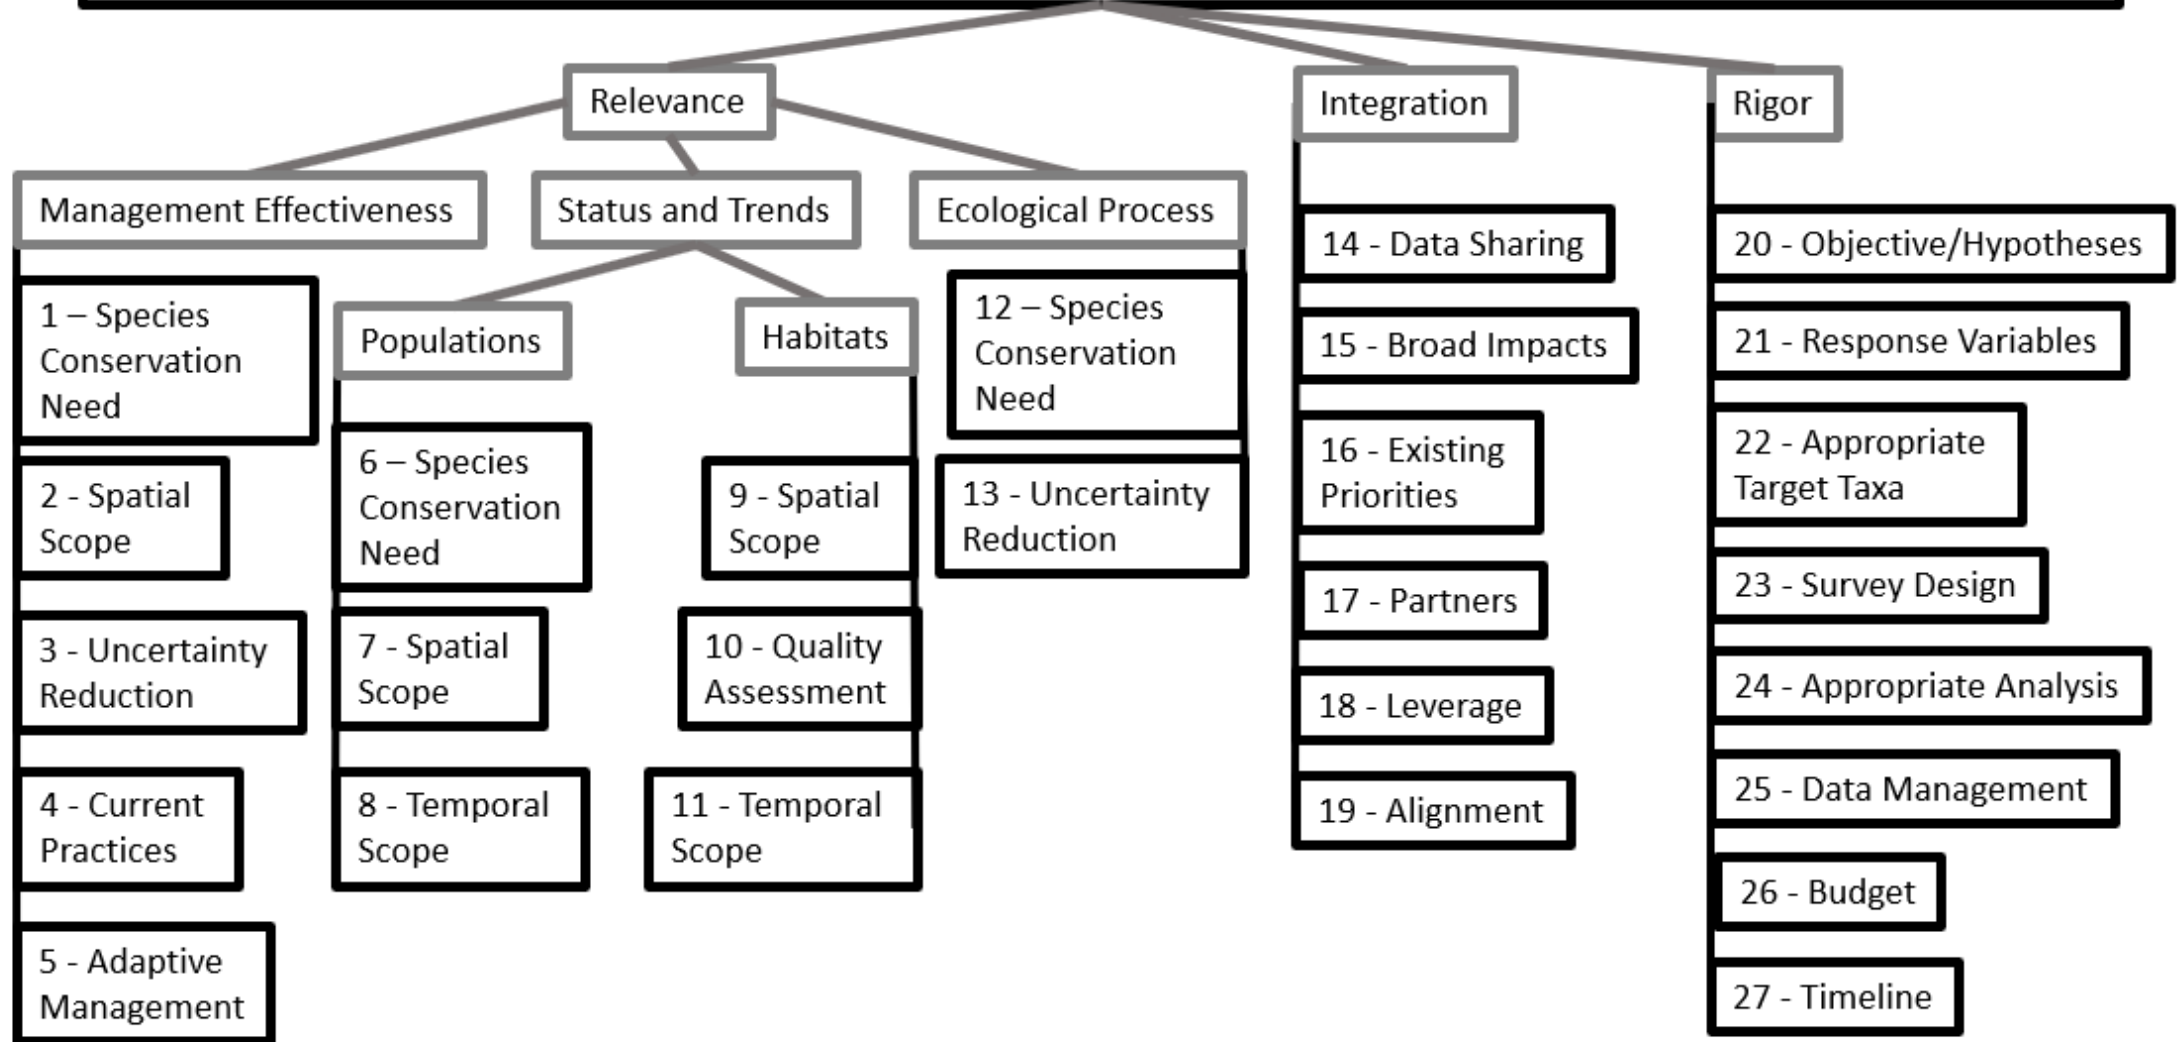 Relevance
Integration
Rigor
Management Effectiveness
Status and Trends
Ecological Process
Populations
Habitats
1 – Species
Conservation
Need
2 - Spatial
Scope
3 - Uncertainty
Reduction
4 - Current
Practices
5 - Adaptive
Management
6 – Species
Conservation
Need
7 - Spatial
Scope
8 - Temporal
Scope
9 - Spatial
Scope
10 - Quality
Assessment
11 - Temporal
Scope
12 – Species
Conservation
Need
13 - Uncertainty
Reduction
14 - Data Sharing
15 - Broad Impacts
16 - Existing
Priorities
17 - Partners
18 - Leverage
19 - Alignment
20 - Objective/Hypotheses
21 - Response Variables
22 - Appropriate
Target Taxa
23 - Survey Design
24 - Appropriate Analysis
25 - Data Management
26 - Budget
27 - Timeline